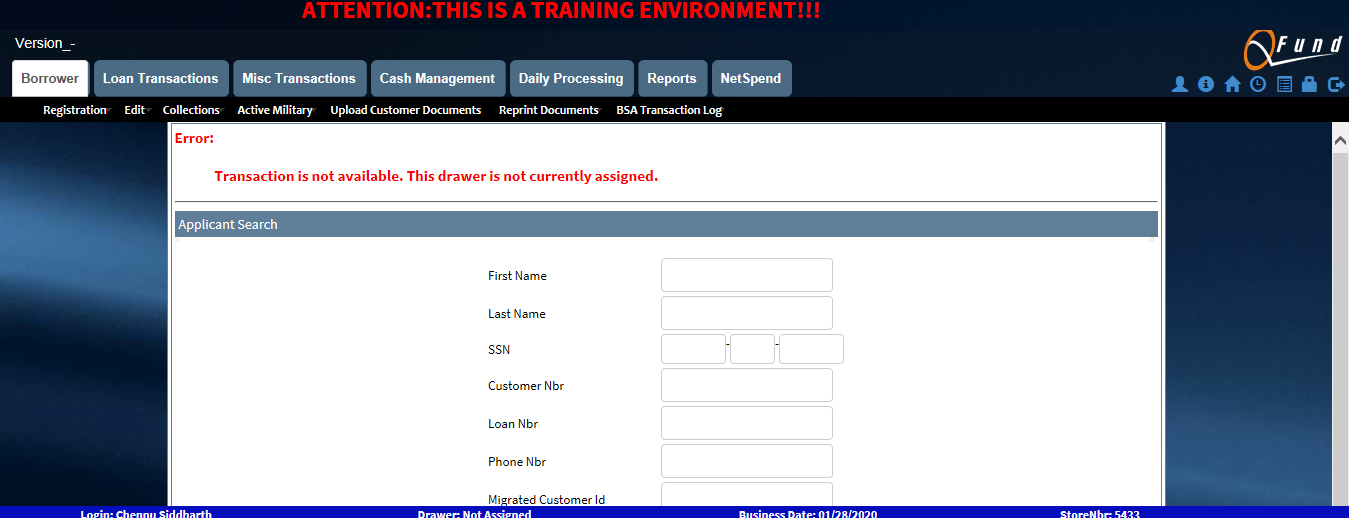 ATTENTION:THIS IS A TRAINING ENVIRONMENT!!!
Version_-
QFund
Borrower Loan Transactions Misc Transactions Cash Management Daily Processing Reports NetSpend
Registration Edit Collections Active Military Upload Customer Documents Reprint Documents BSA Transaction Log
Error:
Transaction is not available. This drawer is not currently assigned.
Applicant Search
First Name
Last Name
SSN - -
Customer Nbr
Loan Nbr
Phone Nbr
Migrated Customer Id
Login: Chennu Siddharth Drawer: Not Assigned Business Date: 01/28/2020 StoreNbr: 5433